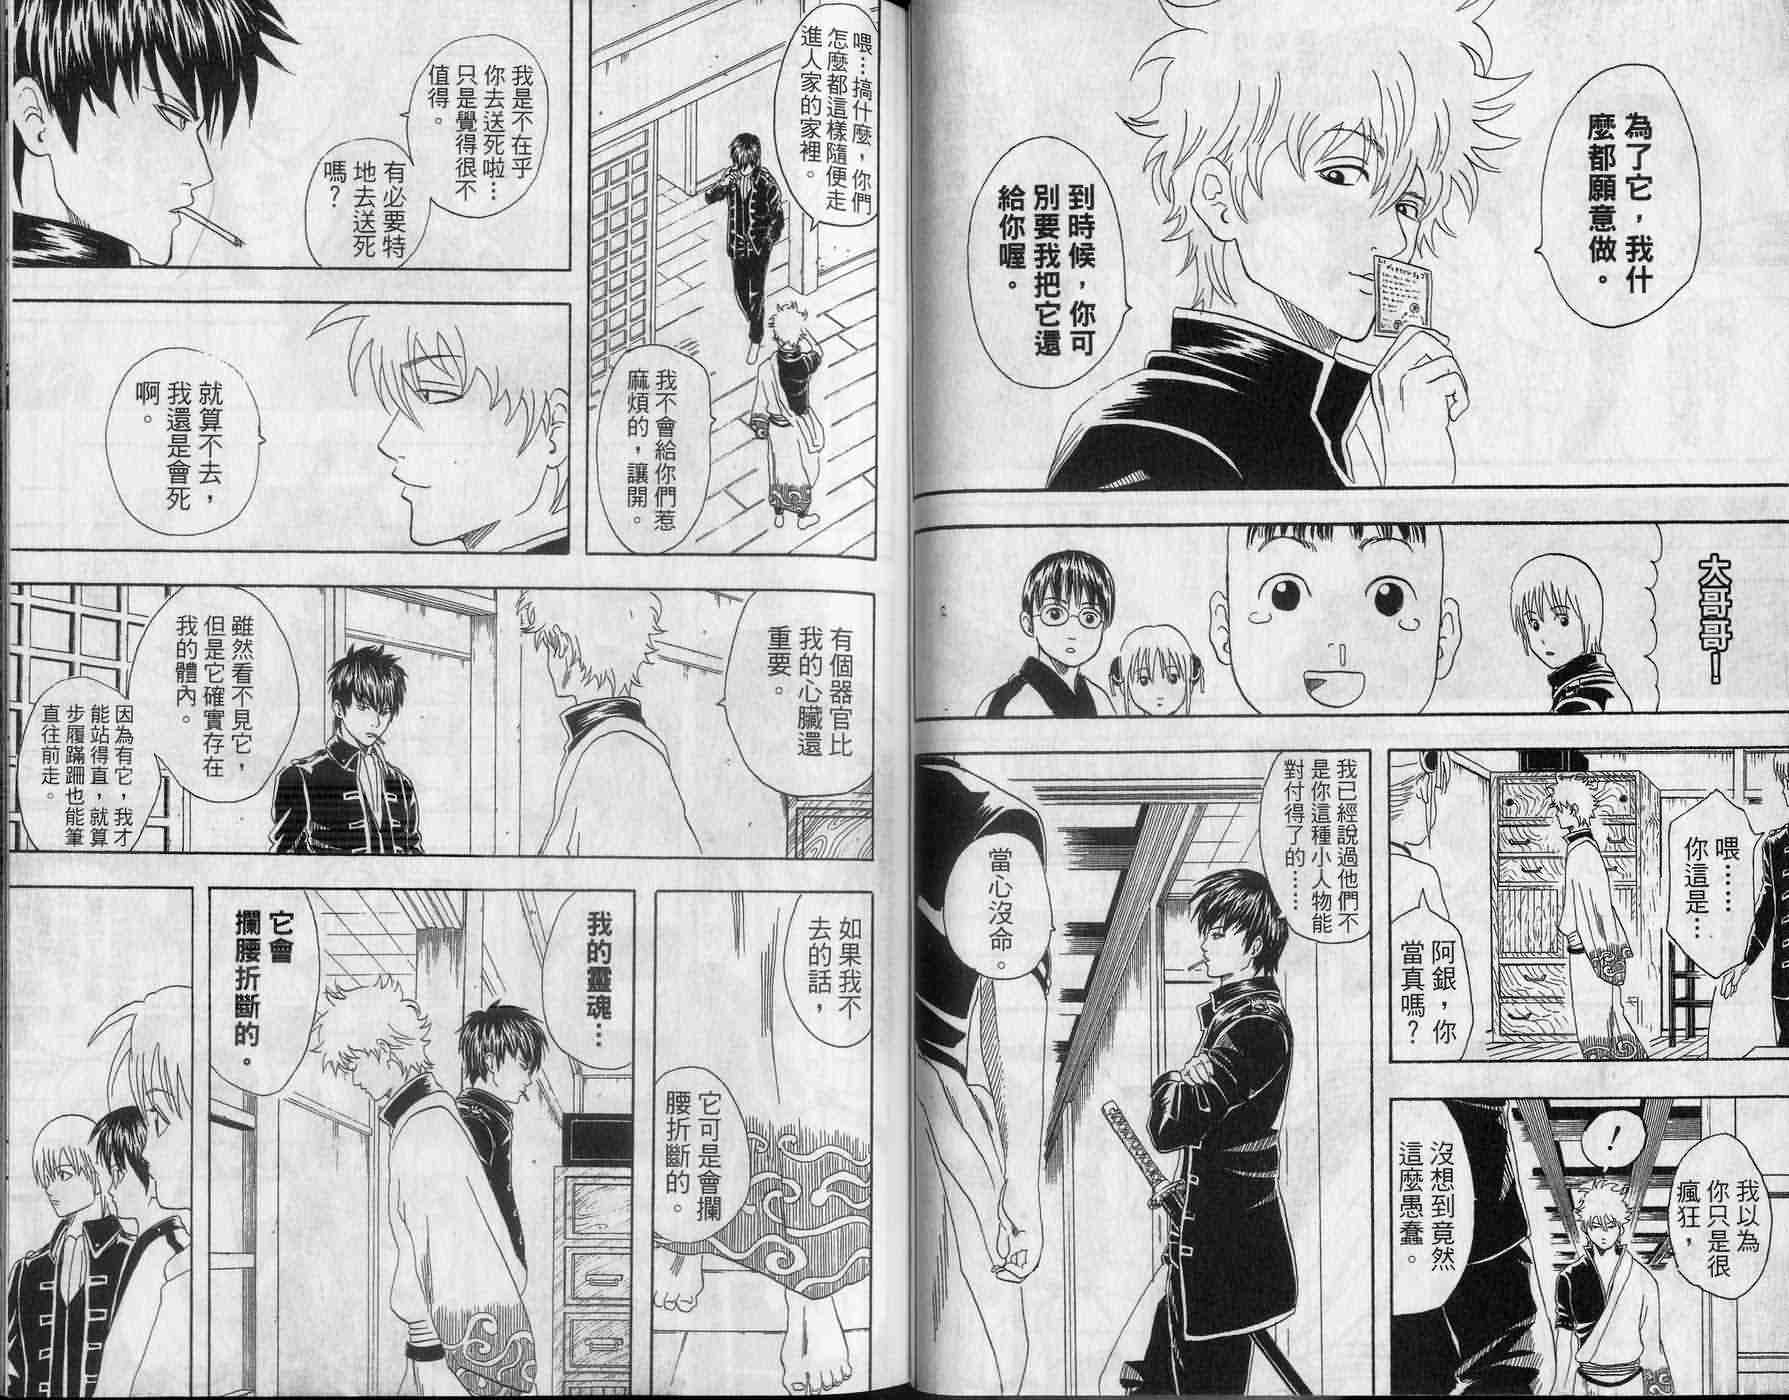 為了它，我什
麼都願意做。
到時候，你可
別要我把它還
給你喔。
大哥哥！
喂……
你這是…
阿銀，你
當真嗎？
我已經說過他們不
是你這種小人物能
對付得了的……
當心沒命。
我以為
你只是很
瘋狂，
！
沒想到竟然
這麼愚蠢。
喂…搞什麼，你們
怎麼都這樣隨便走
進人家的家裡。
我不會給你們惹
麻煩的，讓開。
我是不在乎
你去送死啦…
只是覺得很不
值得。
有必要特
地去送死
嗎？
就算不去，
我還是會死
啊。
有個器官比
我的心臟還
重要。
雖然看不見它，
但是它確實存在
我的體內。
因為有它，我才
能站得直，就算
步履蹣跚也能筆
直往前走。
如果我不
去的話，
它可是會攔
腰折斷的。
我的靈魂…
它會
攔腰折斷的。